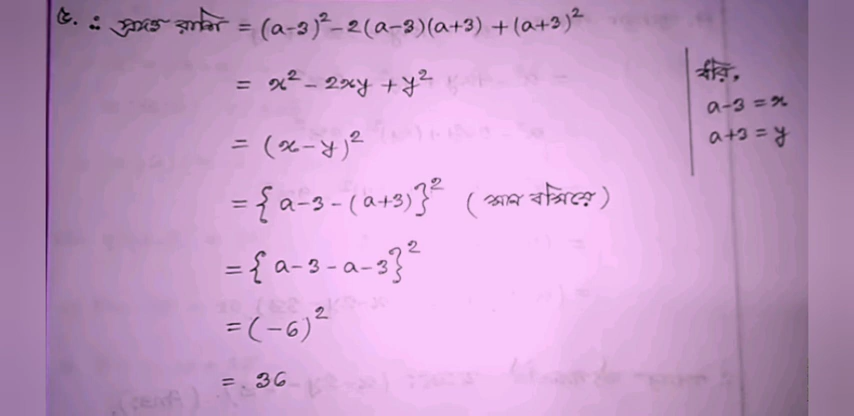 ৫. ∴ প্রদত্ত রাশি = (a-3)² - 2(a-3)(a+3) + (a+3)²
= x² - 2xy + y²
= (x-y)²
= { a-3-(a+3)}² (মান বসিয়ে)
= { a-3-a-3}²
= (-6)²
= 36
ধরি,
a-3 = x
a+3 = y